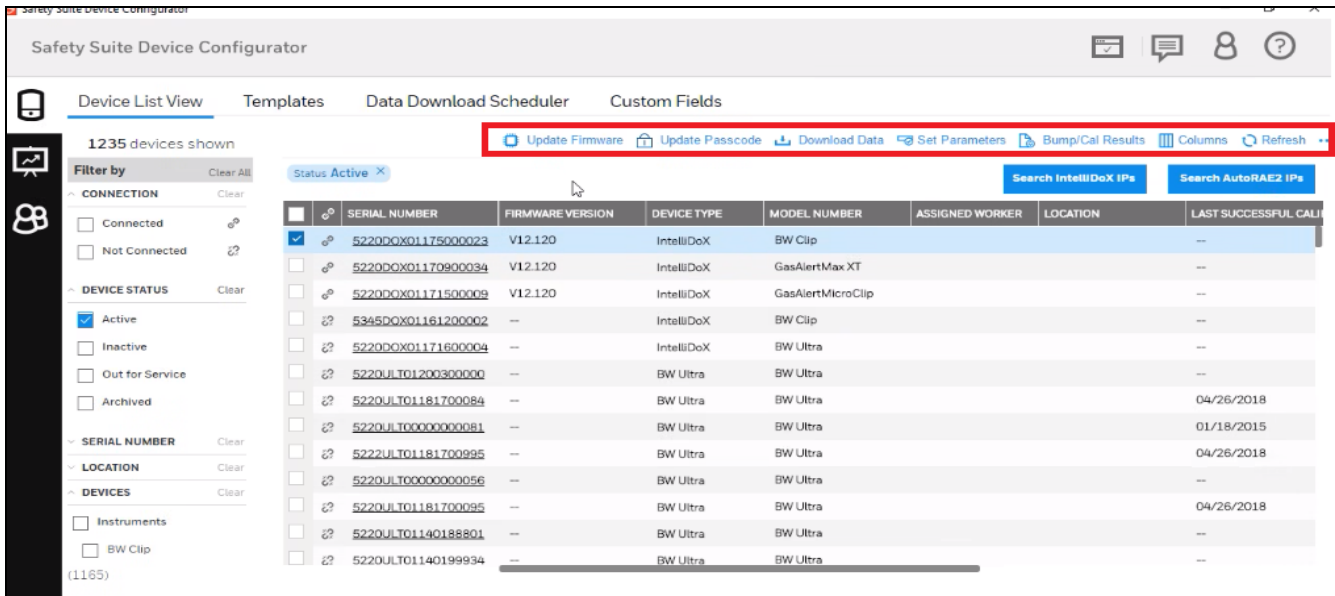 Safety Suite Device Configurator
Safety Suite Device Configurator
Device List View Templates Data Download Scheduler Custom Fields
1235 devices shown
Update Firmware Update Passcode Download Data Set Parameters Bump/Cal Results Columns Refresh
Filter by Clear All
Status Active ×
Search IntelliDoX IPs Search AutoRAE2 IPs
CONNECTION Clear
Connected
Not Connected
DEVICE STATUS Clear
Active
Inactive
Out for Service
Archived
SERIAL NUMBER Clear
LOCATION Clear
DEVICES Clear
Instruments
BW Clip
(1165)
SERIAL NUMBER FIRMWARE VERSION DEVICE TYPE MODEL NUMBER ASSIGNED WORKER LOCATION LAST SUCCESSFUL CALI
5220DOX01175000023 V12.120 IntelliDoX BW Clip --
5220DOX01170900034 V12.120 IntelliDoX GasAlertMax XT --
5220DOX01171500009 V12.120 IntelliDoX GasAlertMicroClip --
5345DOX01161200002 -- IntelliDoX BW Clip --
5220DOX01171600004 -- IntelliDoX BW Ultra --
5220ULT01200300000 -- BW Ultra BW Ultra --
5220ULT01181700084 -- BW Ultra BW Ultra 04/26/2018
5220ULT00000000081 -- BW Ultra BW Ultra 01/18/2015
5222ULT01181700995 -- BW Ultra BW Ultra 04/26/2018
5220ULT00000000056 -- BW Ultra BW Ultra --
5220ULT01181700095 -- BW Ultra BW Ultra 04/26/2018
5220ULT01140188801 -- BW Ultra BW Ultra --
5220ULT01140199934 -- BW Ultra BW Ultra --